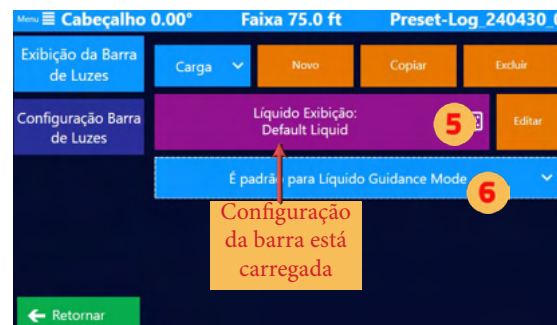 Menu ☰ Cabeçalho 0.00° Faixa 75.0 ft Preset-Log_240430_
Exibição da Barra
de Luzes
Carga
Novo
Copiar
Excluir
Configuração Barra
de Luzes
Líquido Exibição:
Default Liquid
5
Editar
É padrão para Líquido Guidance Mode
6
Configuração
da barra está
carregada
← Retornar